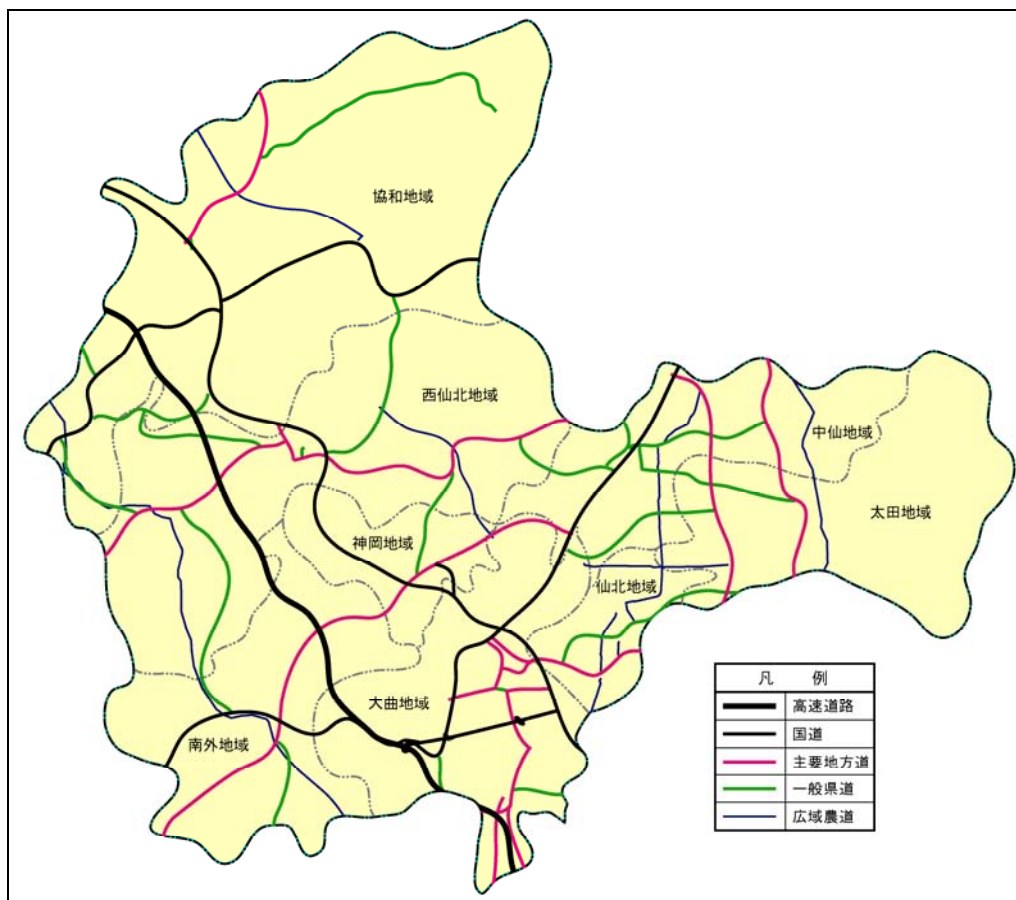 協和地域
西仙北地域
中仙地域
太田地域
神岡地域
仙北地域
大曲地域
南外地域
凡　例
高速道路
国道
主要地方道
一般県道
広域農道